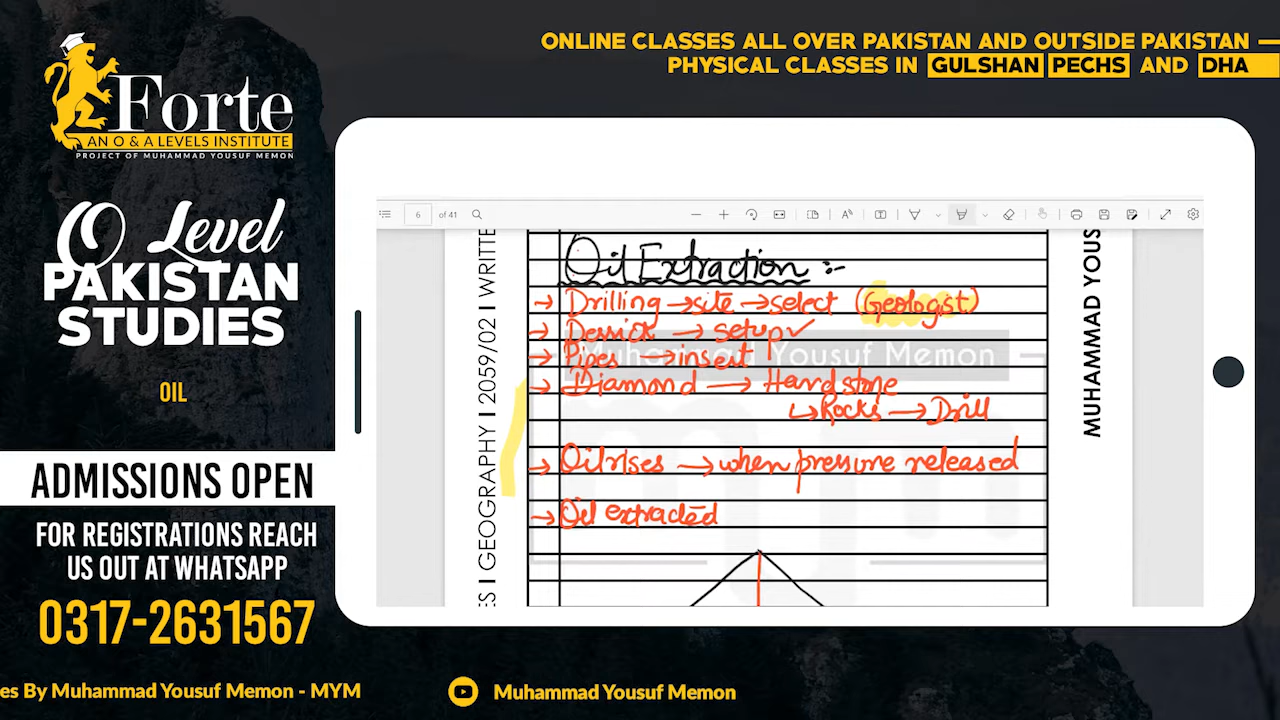 Forte
AN O & A LEVELS INSTITUTE
PROJECT OF MUHAMMAD YOUSUF MEMON
O Level
PAKISTAN
STUDIES
OIL
ADMISSIONS OPEN
FOR REGISTRATIONS REACH
US OUT AT WHATSAPP
0317-2631567
ONLINE CLASSES ALL OVER PAKISTAN AND OUTSIDE PAKISTAN
PHYSICAL CLASSES IN GULSHAN PECHS AND DHA
6 of 41
ES I GEOGRAPHY I 2059/02 I WRITTE
Oil Extraction :-
→ Drilling → site → select (Geologist)
→ Derrick → setup ✓
→ Pipes → insert
Muhammad Yousuf Memon
→ Diamond → Hard stone
↳ Rocks → Drill
→ Oil rises → when pressure released
→ Oil extracted
MUHAMMAD YOUS
es By Muhammad Yousuf Memon - MYM
Muhammad Yousuf Memon